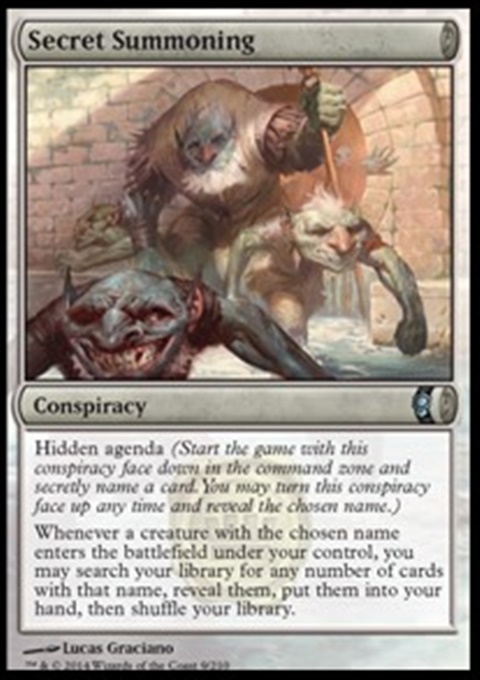 Secret Summoning
Conspiracy
Hidden agenda (Start the game with this
conspiracy face down in the command zone and
secretly name a card. You may turn this conspiracy
face up any time and reveal the chosen name.)
Whenever a creature with the chosen name
enters the battlefield under your control, you
may search your library for any number of cards
with that name, reveal them, put them into your
hand, then shuffle your library.
Lucas Graciano
™ & © 2014 Wizards of the Coast 9/210